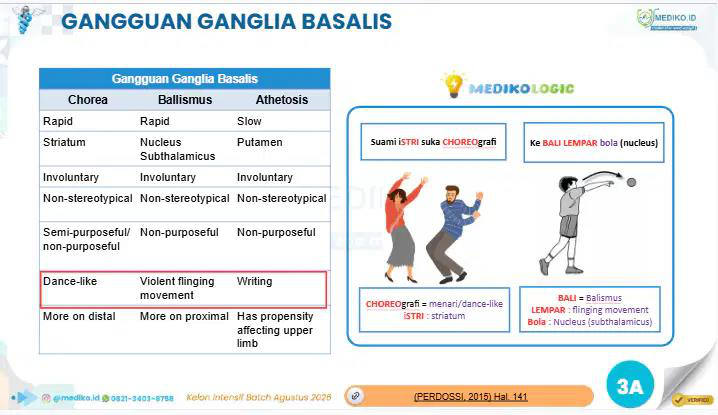 GANGGUAN GANGLIA BASALIS
MEDIKO.ID
Gangguan Ganglia Basalis
Chorea Ballismus Athetosis
Rapid Rapid Slow
Striatum Nucleus Subthalamicus Putamen
Involuntary Involuntary Involuntary
Non-stereotypical Non-stereotypical Non-stereotypical
Semi-purposeful/ non-purposeful Non-purposeful Non-purposeful
Dance-like Violent flinging movement Writing
More on distal More on proximal Has propensity affecting upper limb
MEDIKOLOGIC
Suami iSTRI suka CHOREOgrafi
Ke BALI LEMPAR bola (nucleus)
CHOREOgrafi = menari/dance-like
iSTRI : striatum
BALI = Ballismus
LEMPAR : flinging movement
Bola : Nucleus (subthalamicus)
@mediko.id 0821-3403-8758 Kelan Intensif Batch Agustus 2026
(PERDOSSI, 2015) Hal. 141
3A
VERIFIED